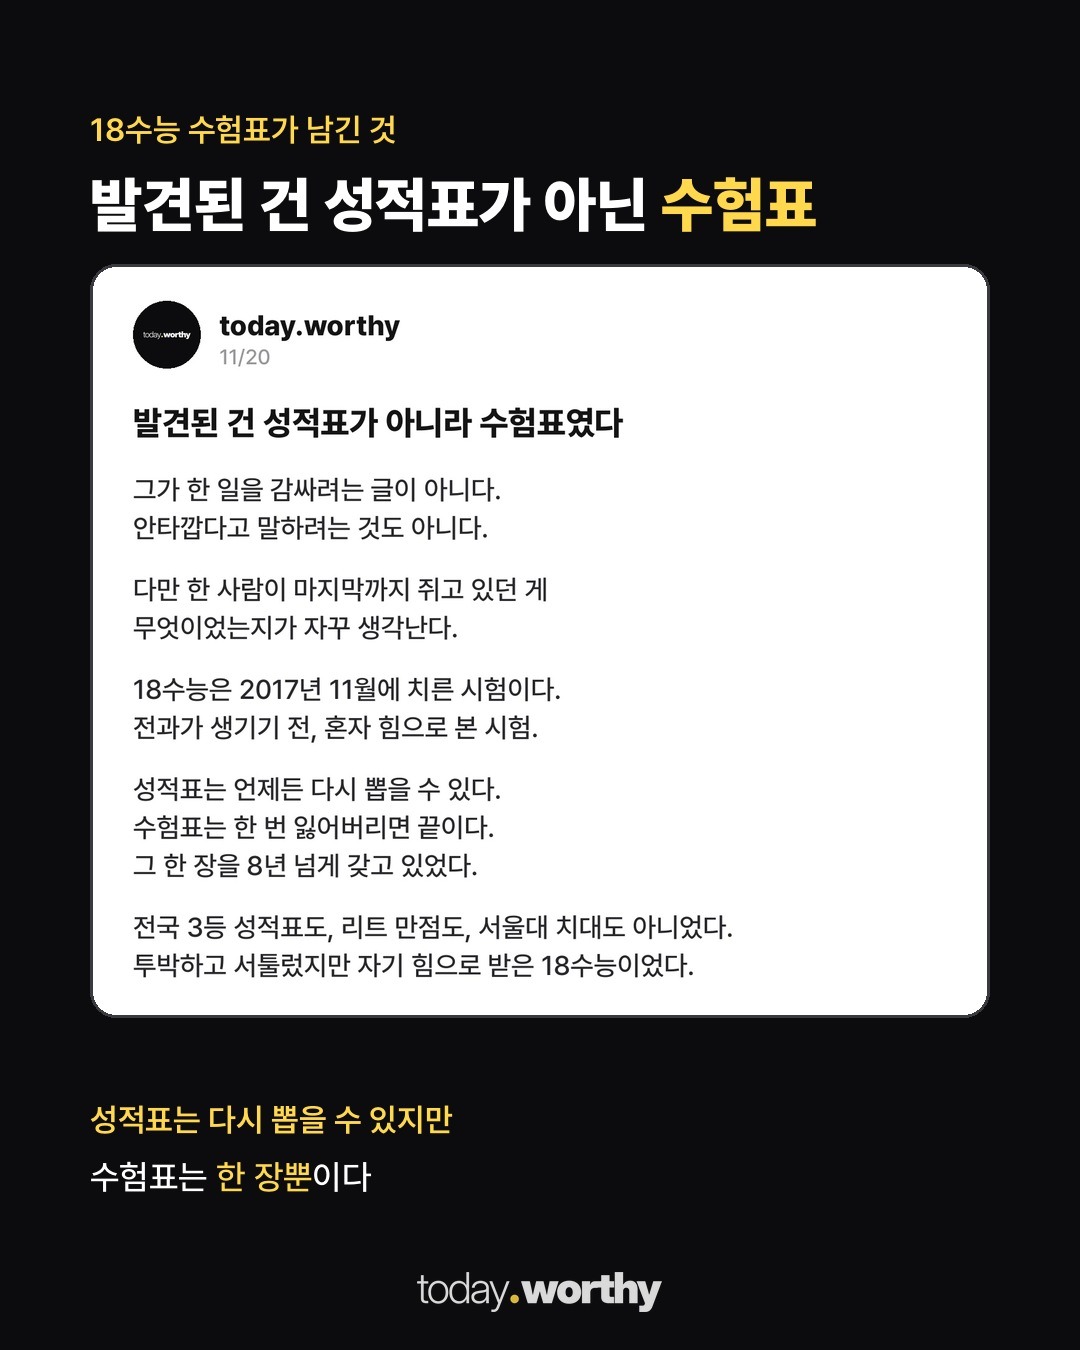 18수능 수험표가 남긴 것
발견된 건 성적표가 아닌 수험표
today.worthy
today.worthy
11/20
발견된 건 성적표가 아니라 수험표였다
그가 한 일을 감싸려는 글이 아니다.
안타깝다고 말하려는 것도 아니다.
다만 한 사람이 마지막까지 쥐고 있던 게
무엇이었는지가 자꾸 생각난다.
18수능은 2017년 11월에 치른 시험이다.
전과가 생기기 전, 혼자 힘으로 본 시험.
성적표는 언제든 다시 뽑을 수 있다.
수험표는 한 번 잃어버리면 끝이다.
그 한 장을 8년 넘게 갖고 있었다.
전국 3등 성적표도, 리트 만점도, 서울대 치대도 아니었다.
투박하고 서툴렀지만 자기 힘으로 받은 18수능이었다.
성적표는 다시 뽑을 수 있지만
수험표는 한 장뿐이다
today.worthy